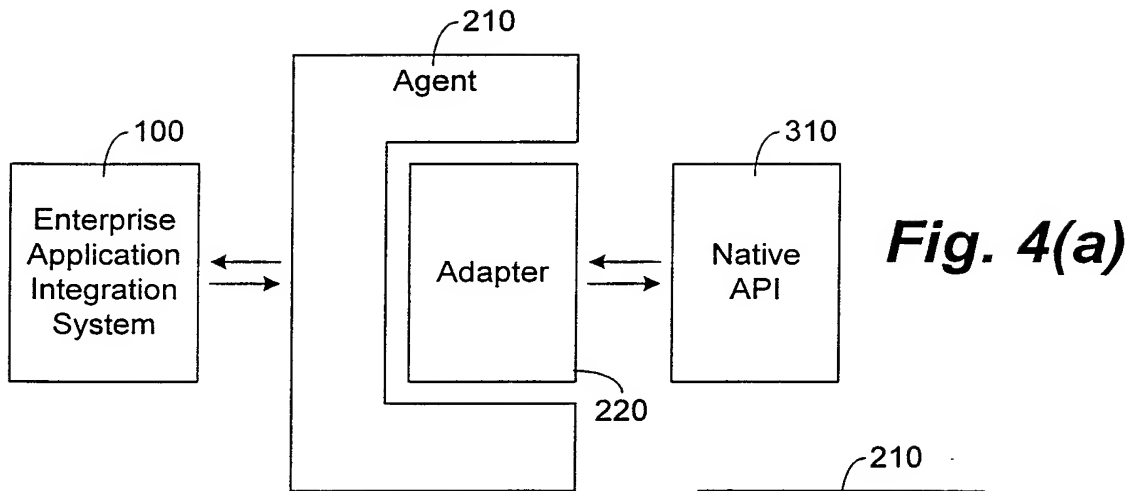 210
Agent
100
310
Enterprise
Application
Integration
System
Adapter
Native
API
Fig. 4(a)
220
210